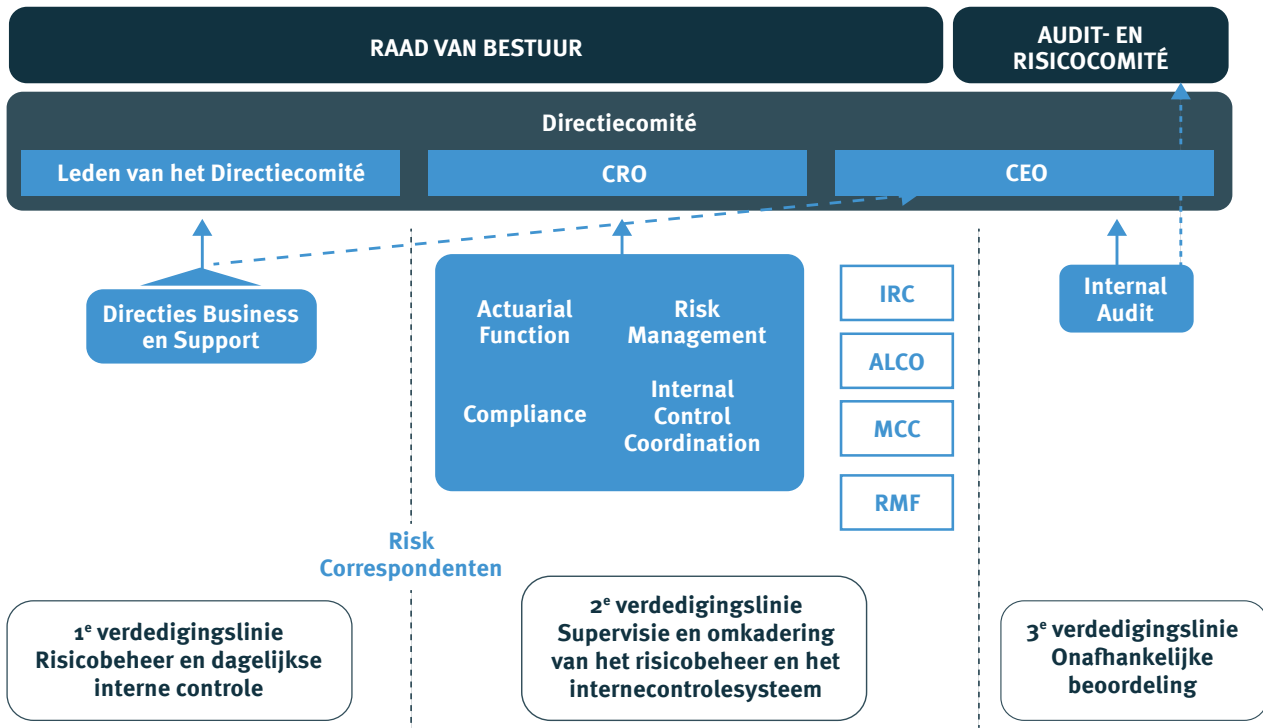 RAAD VAN BESTUUR
AUDIT- EN
RISICOCOMITÉ
Directiecomité
Leden van het Directiecomité
CRO
CEO
Directies Business
en Support
Actuarial
Function
Risk
Management
Compliance
Internal
Control
Coordination
IRC
ALCO
MCC
RMF
Internal
Audit
Risk
Correspondenten
1e verdedigingslinie
Risicobeheer en dagelijkse
interne controle
2e verdedigingslinie
Supervisie en omkadering
van het risicobeheer en het
internecontrolesysteem
3e verdedigingslinie
Onafhankelijke
beoordeling